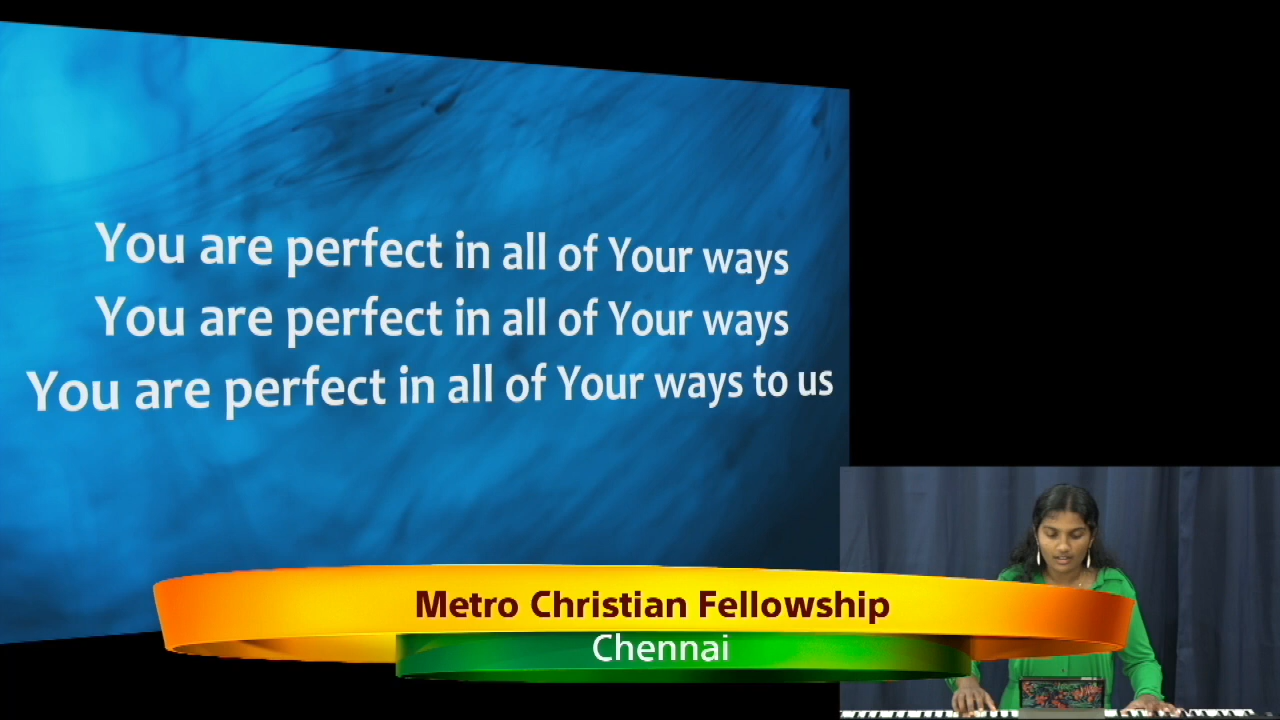 You are perfect in all of Your ways
You are perfect in all of Your ways
You are perfect in all of Your ways to us
Metro Christian Fellowship
Chennai